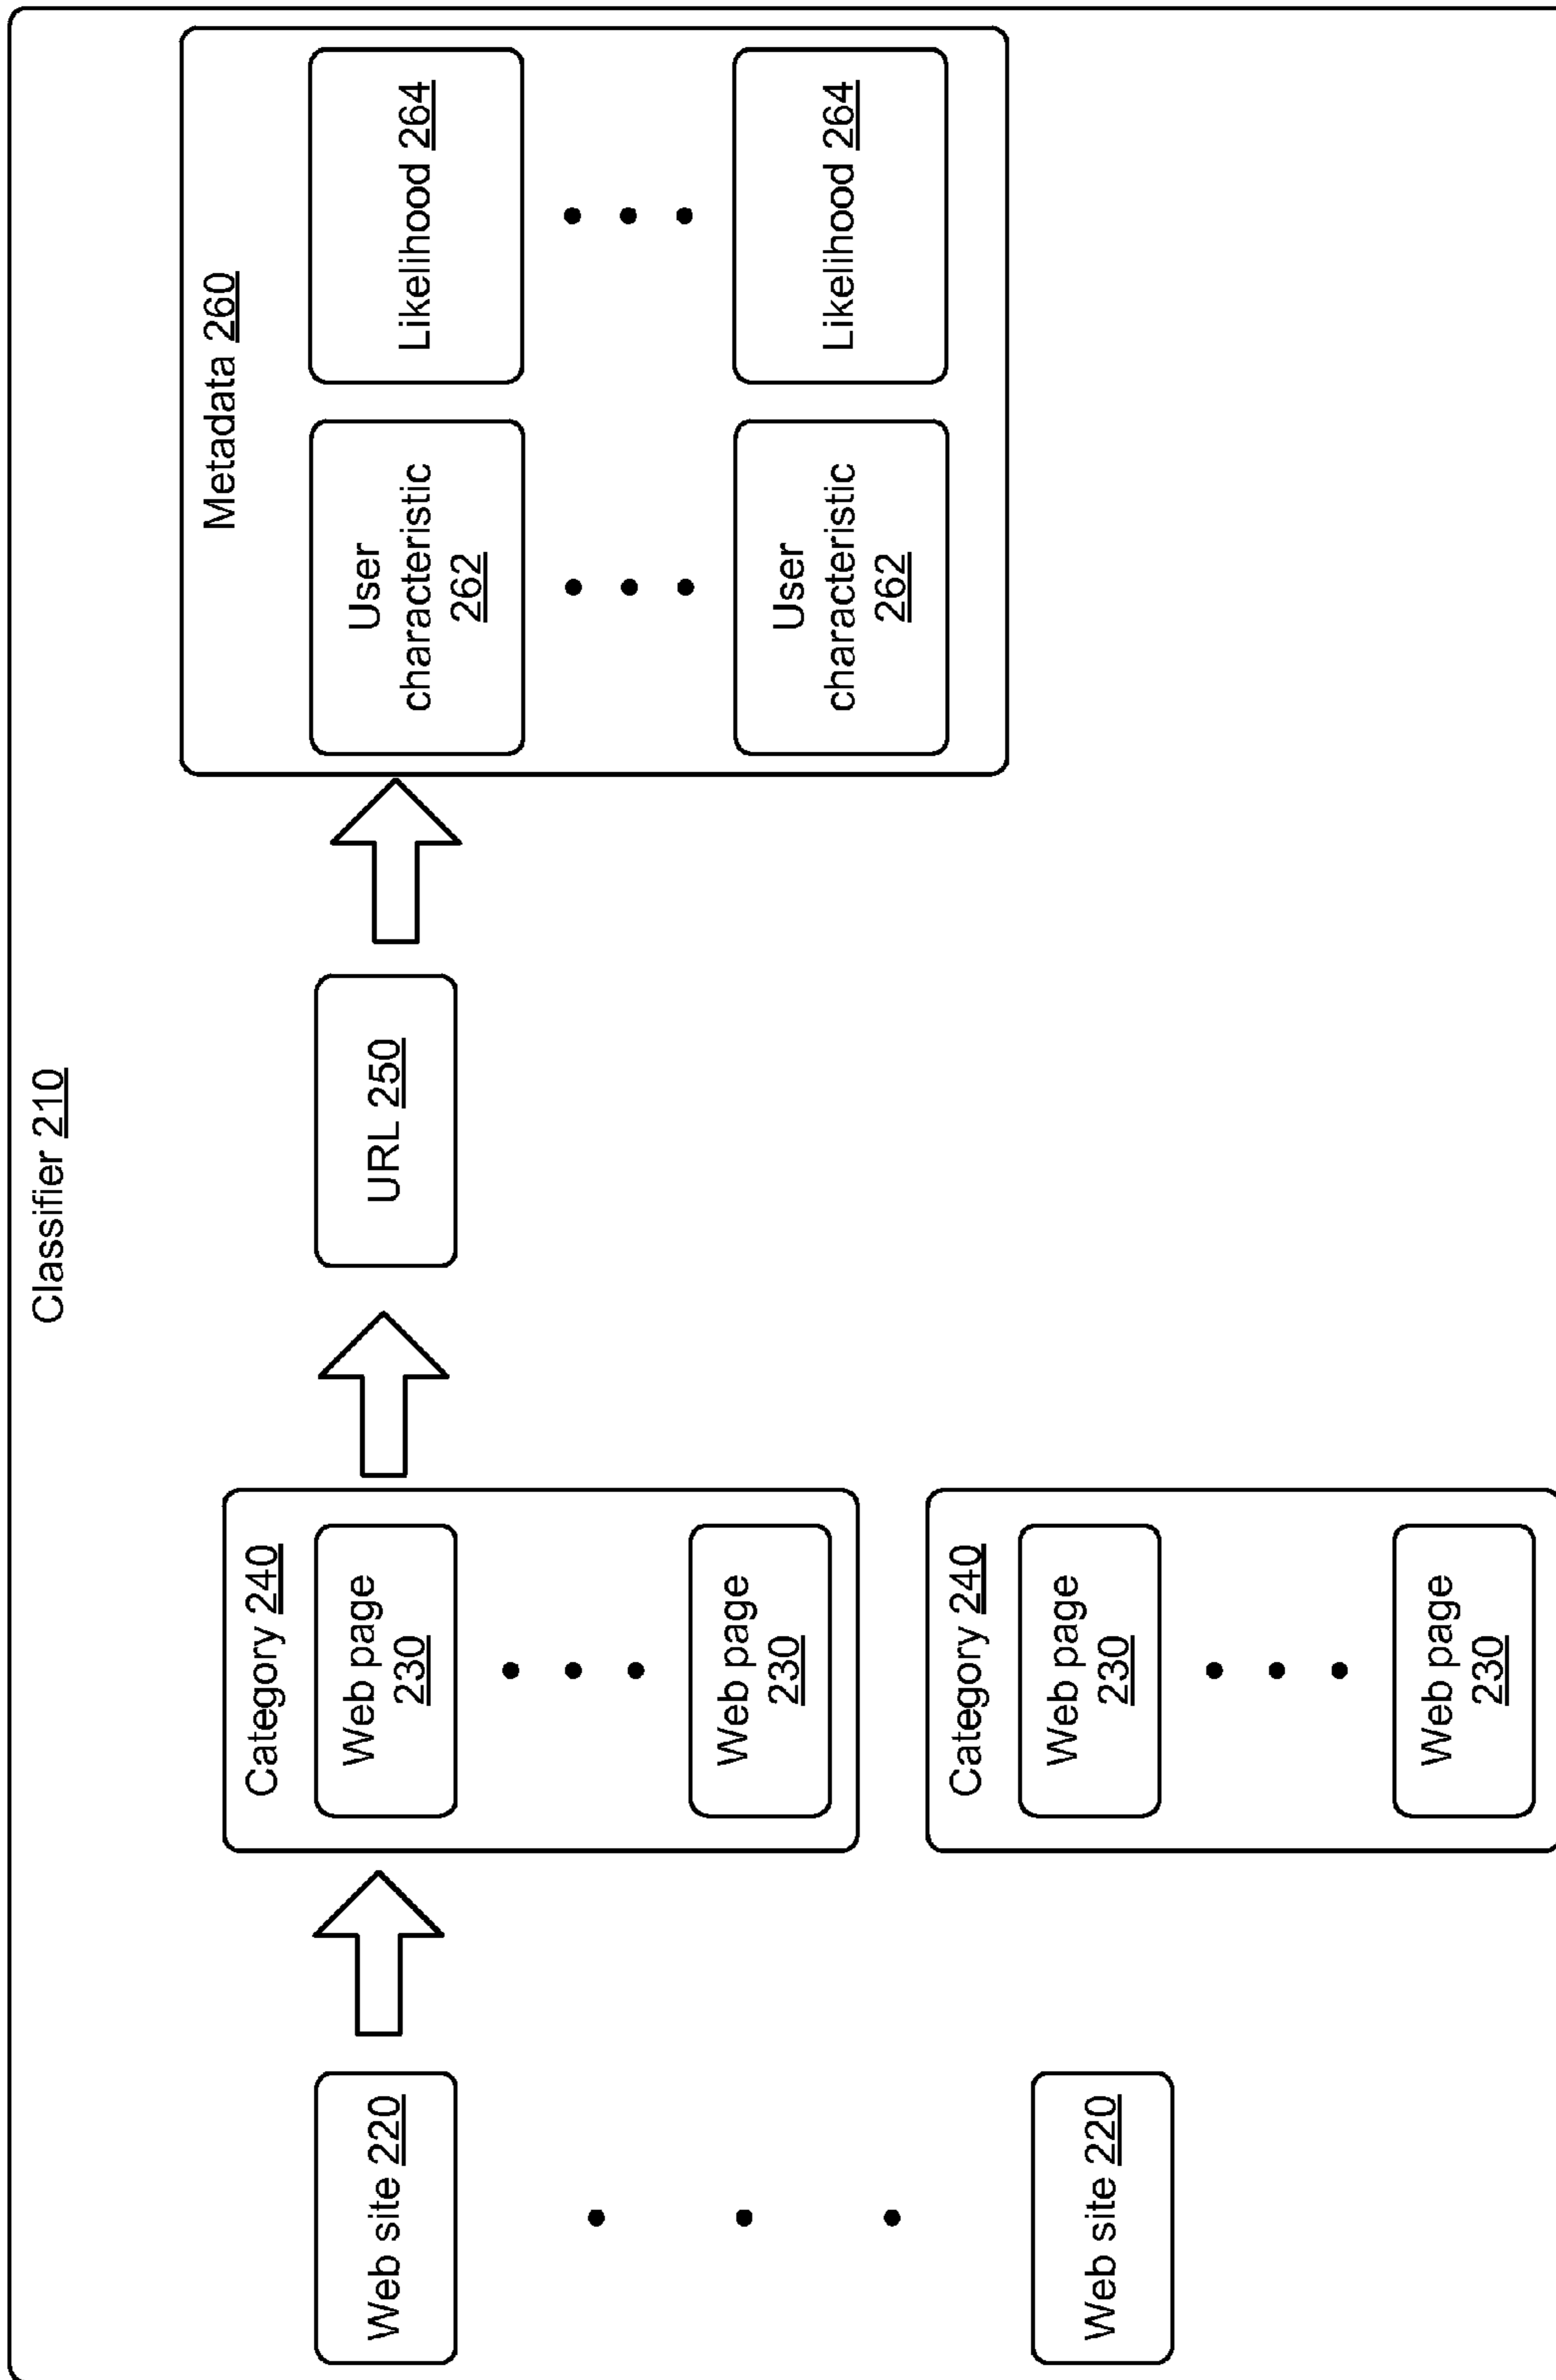 Classifier 210
Web site 220
Web site 220
Category 240
Web page
230
Web page
230
Category 240
Web page
230
Web page
230
URL 250
Metadata 260
User
characteristic
262
Likelihood 264
User
characteristic
262
Likelihood 264